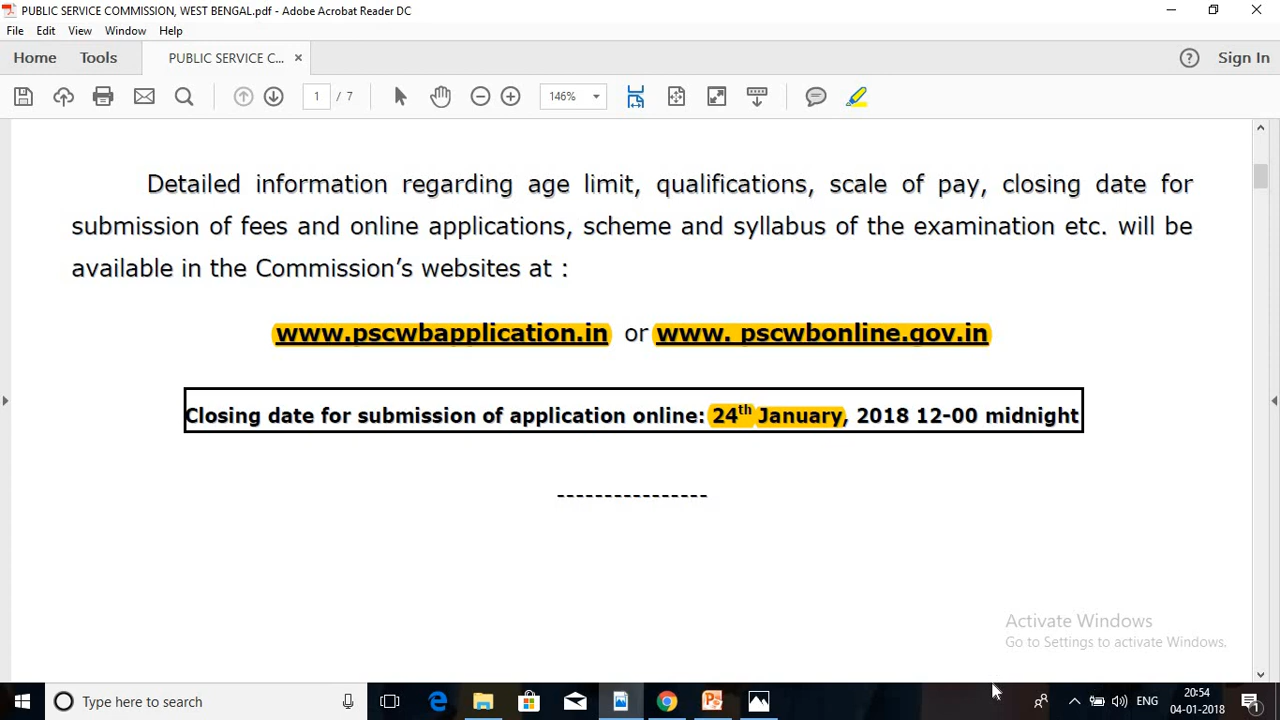 PUBLIC SERVICE COMMISSION, WEST BENGAL.pdf - Adobe Acrobat Reader DC
File Edit View Window Help
Home Tools PUBLIC SERVICE C... × Sign In
1 / 7 146%
Detailed information regarding age limit, qualifications, scale of pay, closing date for
submission of fees and online applications, scheme and syllabus of the examination etc. will be
available in the Commission's websites at :
www.pscwbapplication.in or www. pscwbonline.gov.in
Closing date for submission of application online: 24th January, 2018 12-00 midnight
----------------
Activate Windows
Go to Settings to activate Windows.
Type here to search ENG 20:54
04-01-2018 1